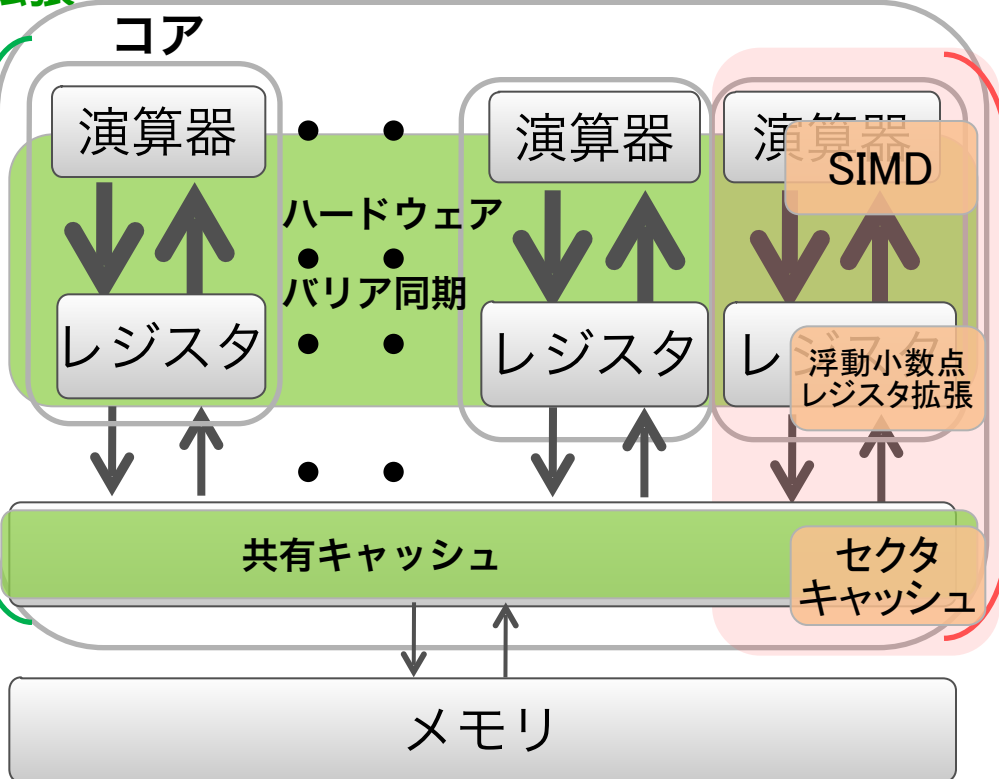 コア
演算器
演算器
演算器
SIMD
ハードウェア
バリア同期
レジスタ
レジスタ
レジスタ
浮動小数点
レジスタ拡張
共有キャッシュ
セクタ
キャッシュ
メモリ